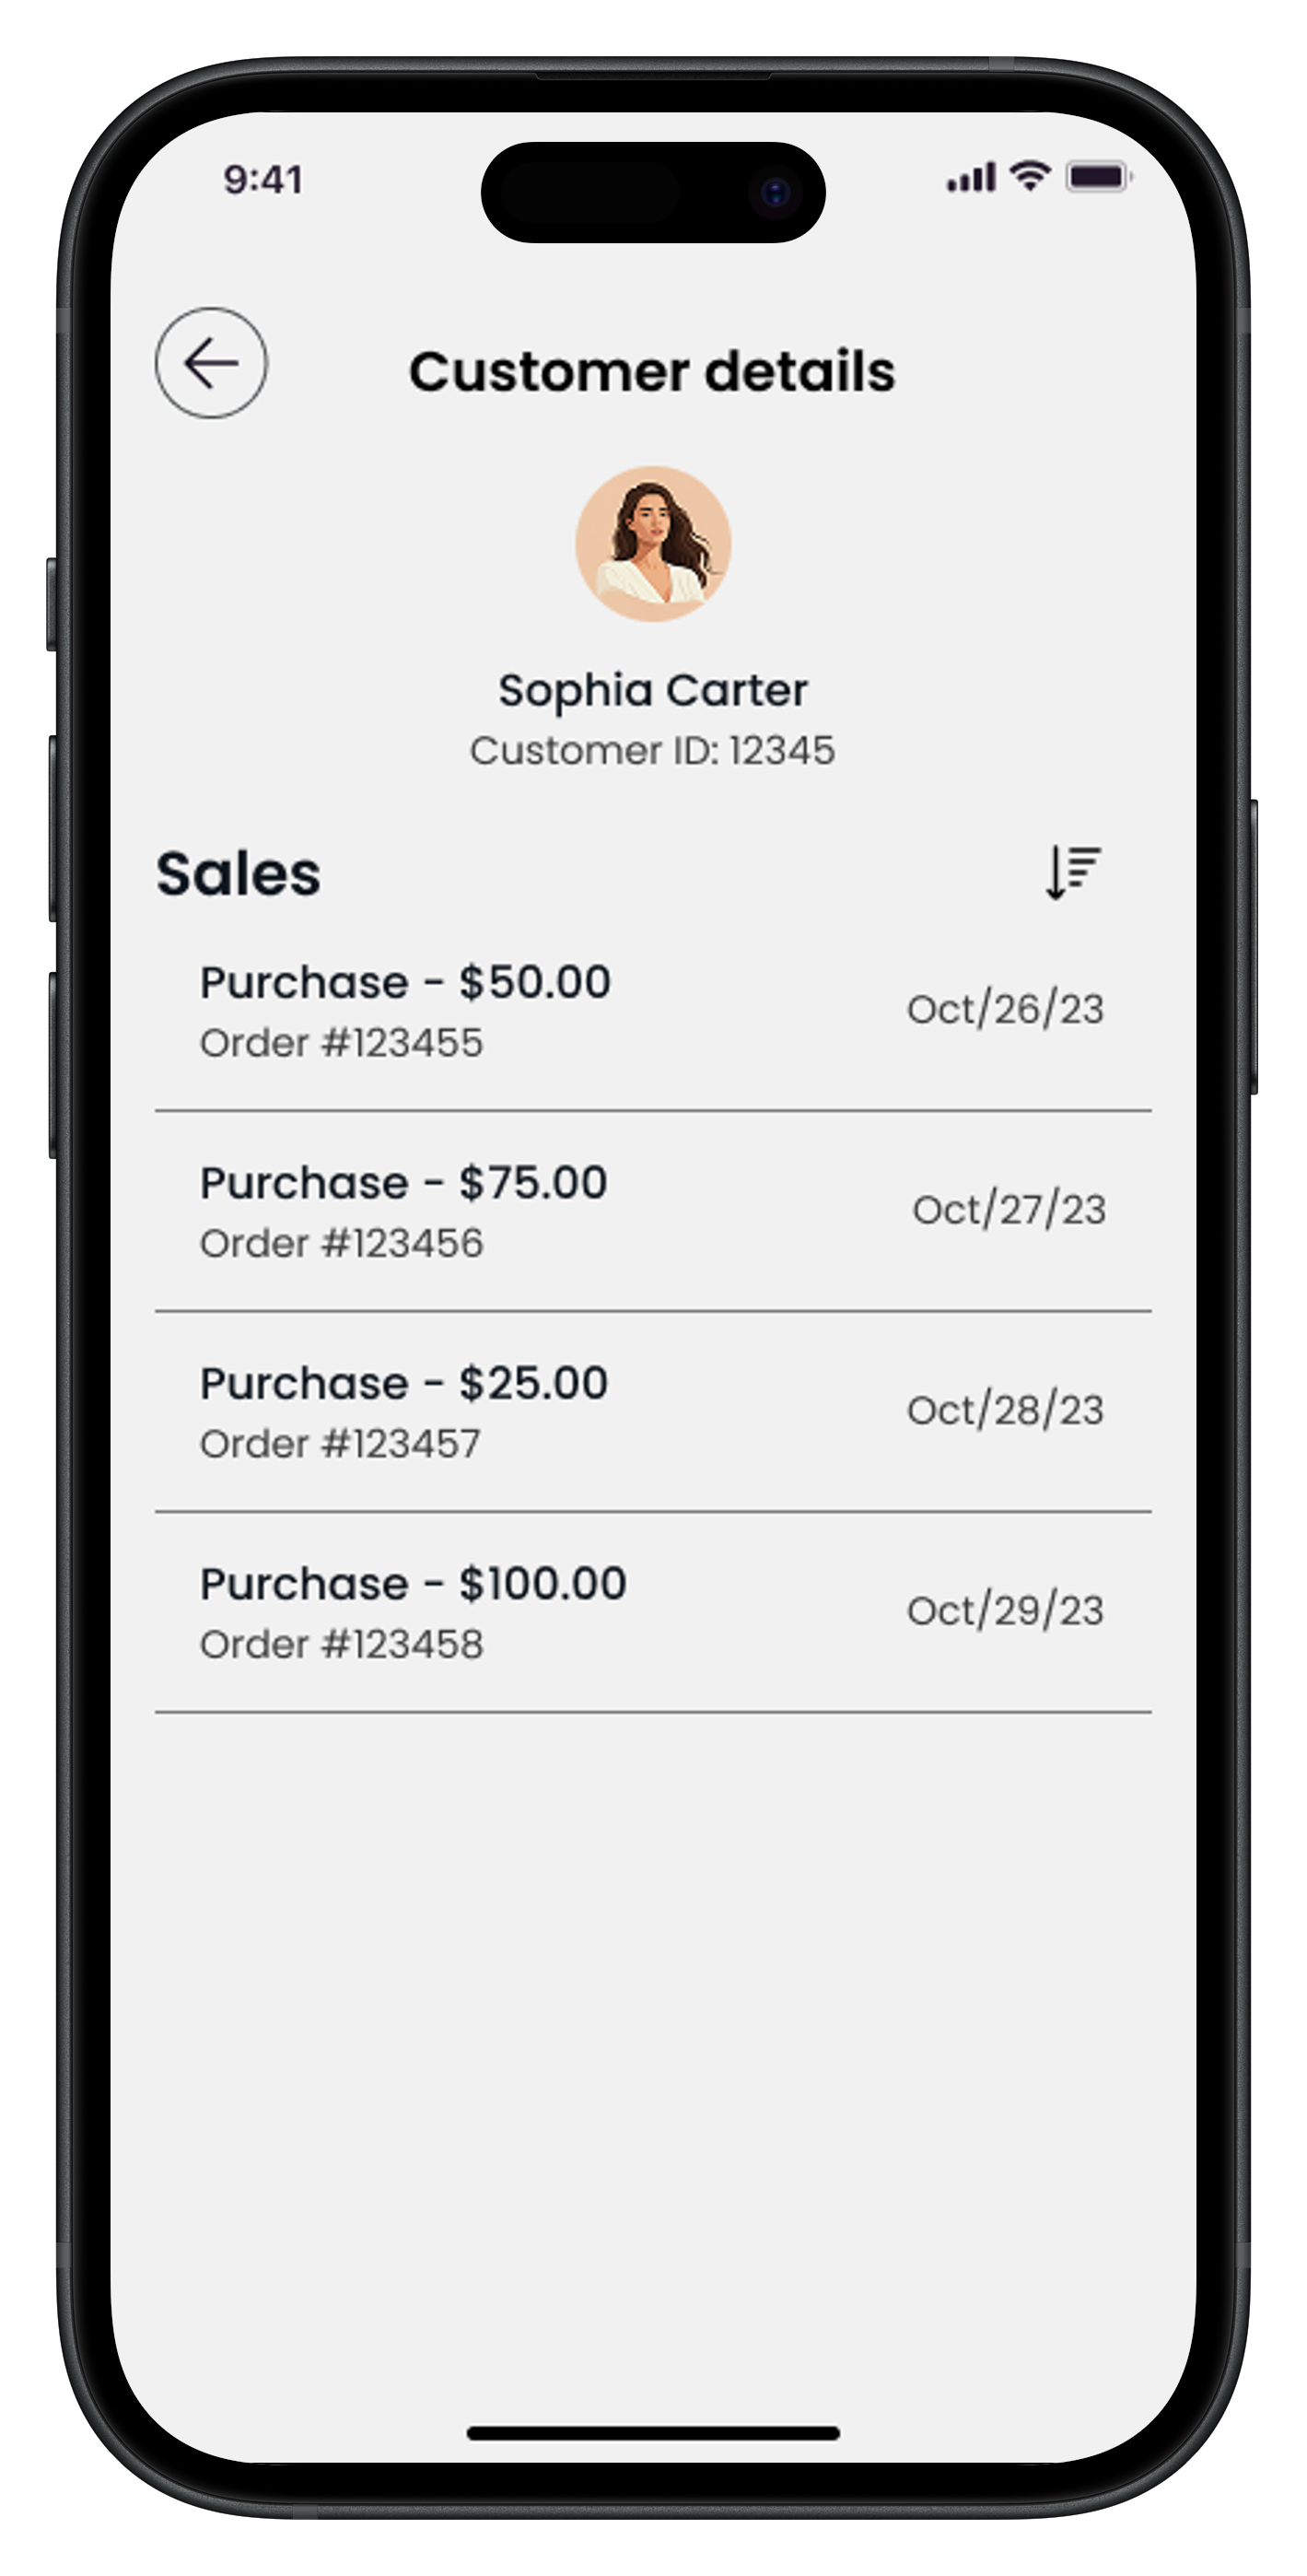 9:41
Customer details
Sophia Carter
Customer ID: 12345
Sales
Purchase - $50.00
Order #123455
Oct/26/23
Purchase - $75.00
Order #123456
Oct/27/23
Purchase - $25.00
Order #123457
Oct/28/23
Purchase - $100.00
Order #123458
Oct/29/23